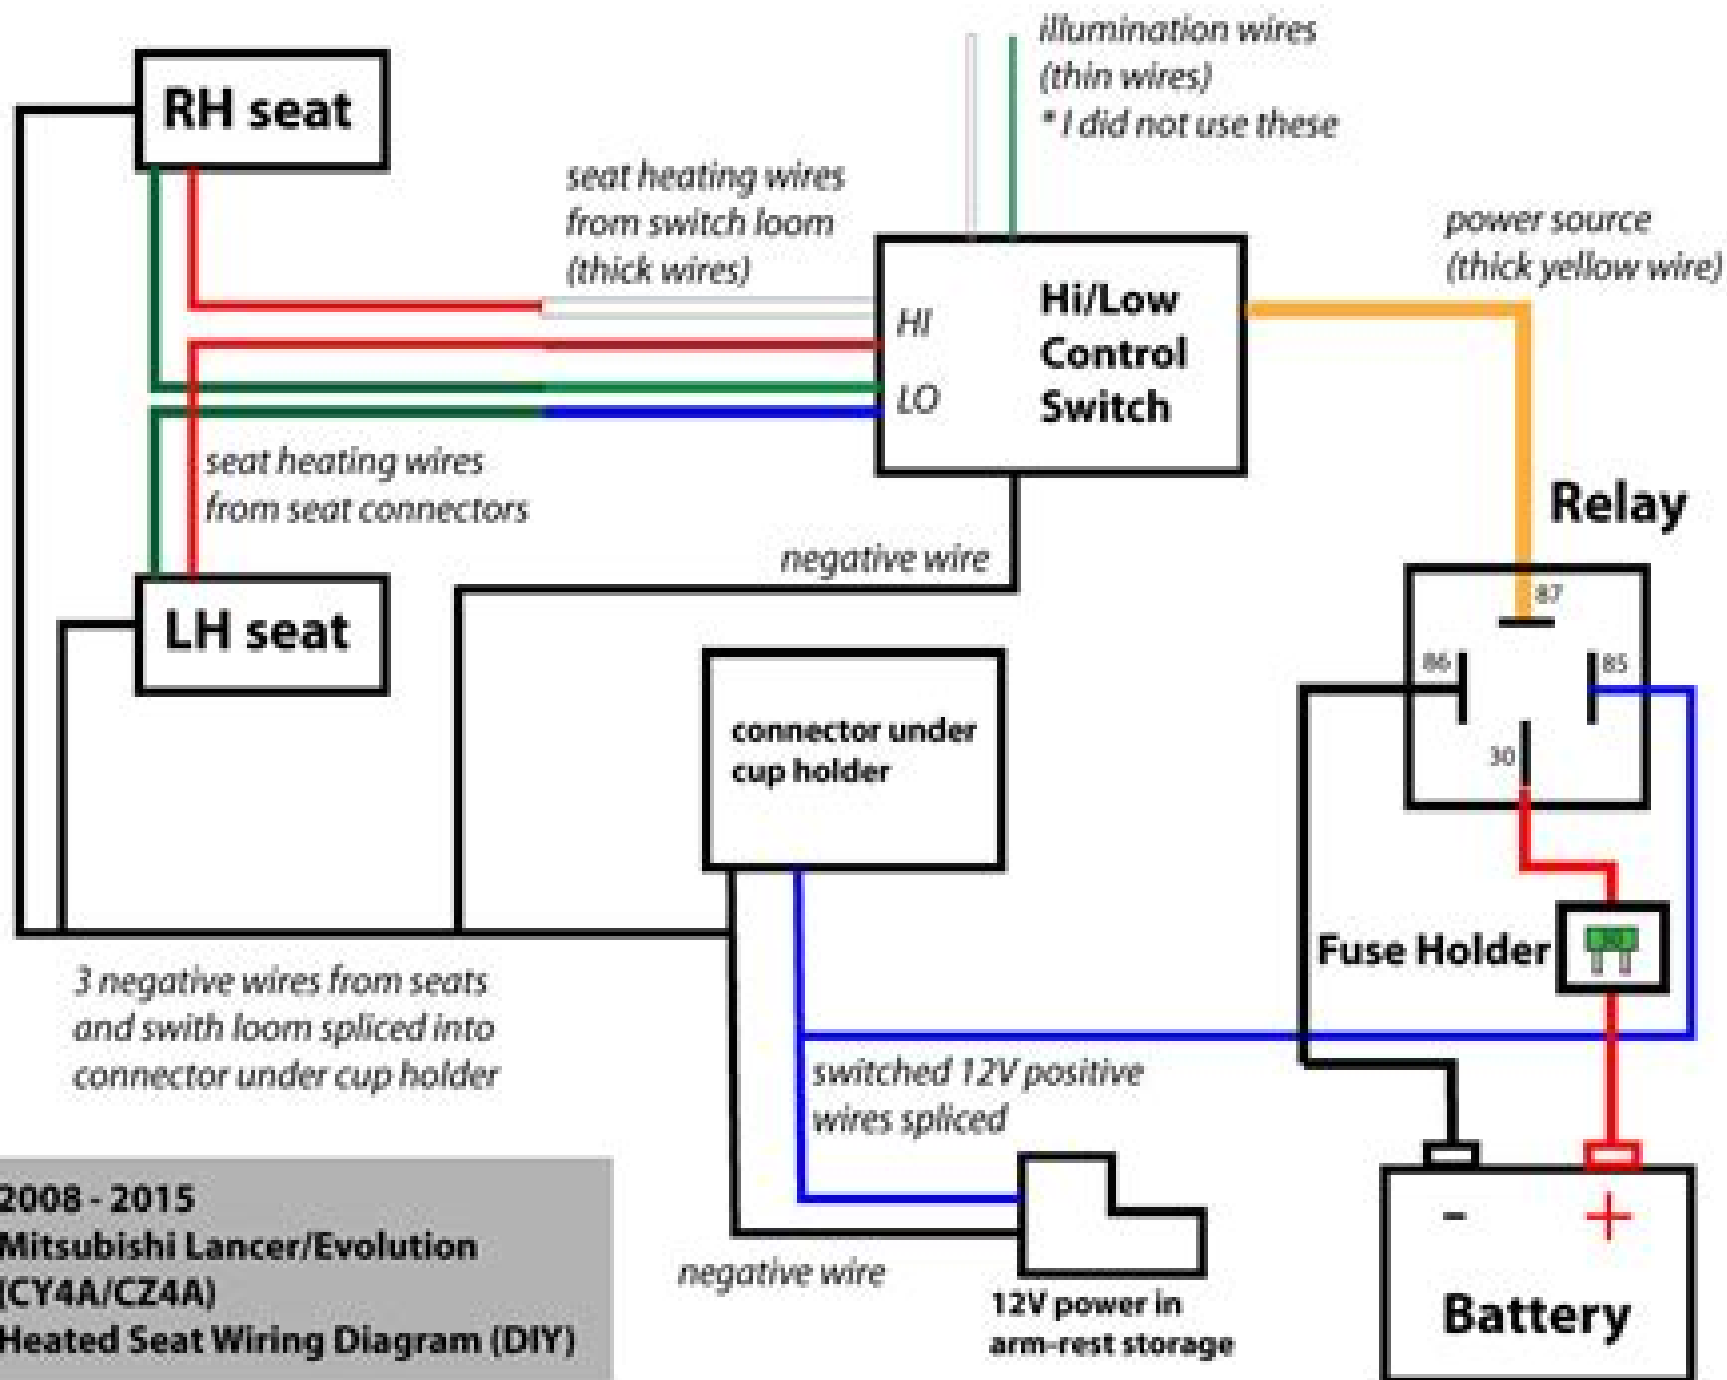 RH seat
illumination wires
(thin wires)
* I did not use these
seat heating wires
from switch loom
(thick wires)
power source
(thick yellow wire)
HI
LO
Hi/Low
Control
Switch
seat heating wires
from seat connectors
negative wire
Relay
87
86
85
30
LH seat
connector under
cup holder
Fuse Holder
3 negative wires from seats
and swith loom spliced into
connector under cup holder
switched 12V positive
wires spliced
negative wire
12V power in
arm-rest storage
-
+
Battery
2008 - 2015
Mitsubishi Lancer/Evolution
(CY4A/CZ4A)
Heated Seat Wiring Diagram (DIY)